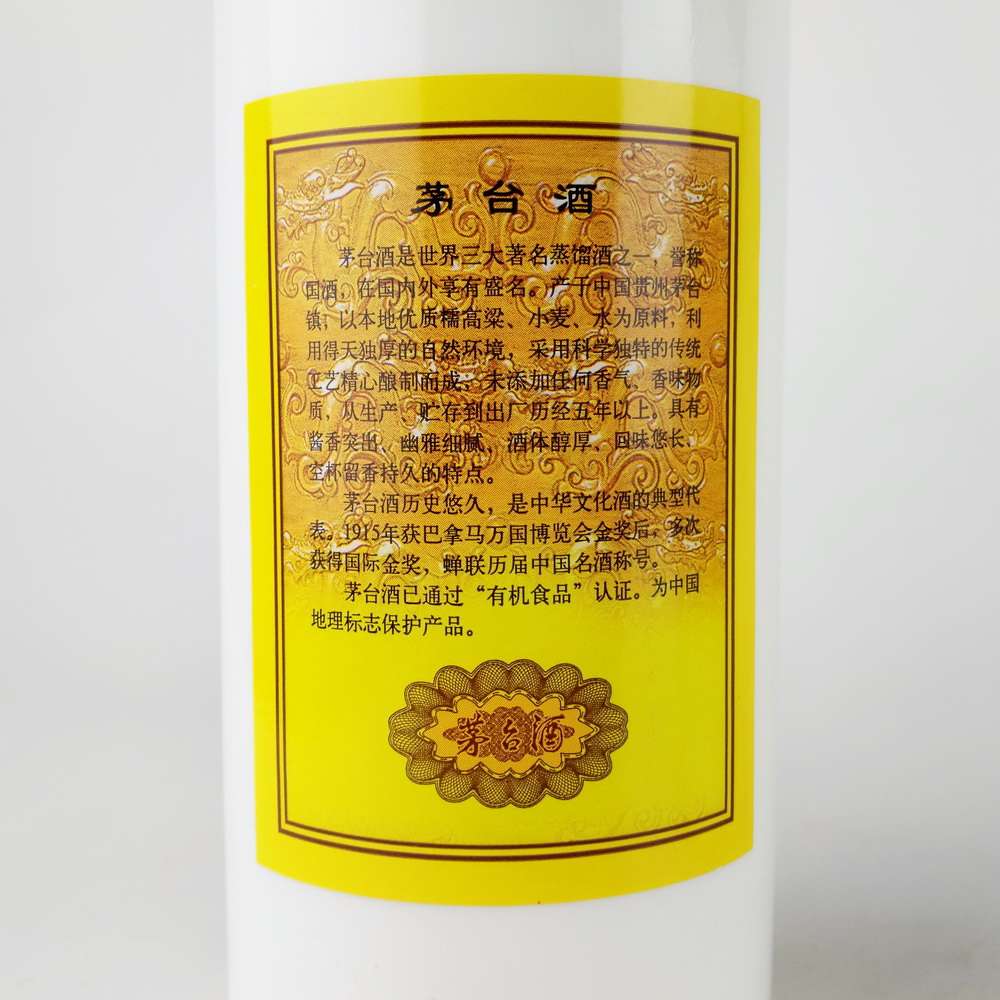 茅台酒
茅台酒是世界三大著名蒸馏酒之一，誉称
国酒，在国内外享有盛名。产于中国贵州茅台
镇，以本地优质糯高粱、小麦、水为原料，利
用得天独厚的自然环境，采用科学独特的传统
工艺精心酿制而成，未添加任何香气、香味物
质，从生产、贮存到出厂历经五年以上。具有
酱香突出、幽雅细腻，酒体醇厚、回味悠长、
空杯留香持久的特点。
茅台酒历史悠久，是中华文化酒的典型代
表。1915年获巴拿马万国博览会金奖后，多次
获得国际金奖，蝉联历届中国名酒称号。
茅台酒已通过“有机食品”认证。为中国
地理标志保护产品。
茅台酒